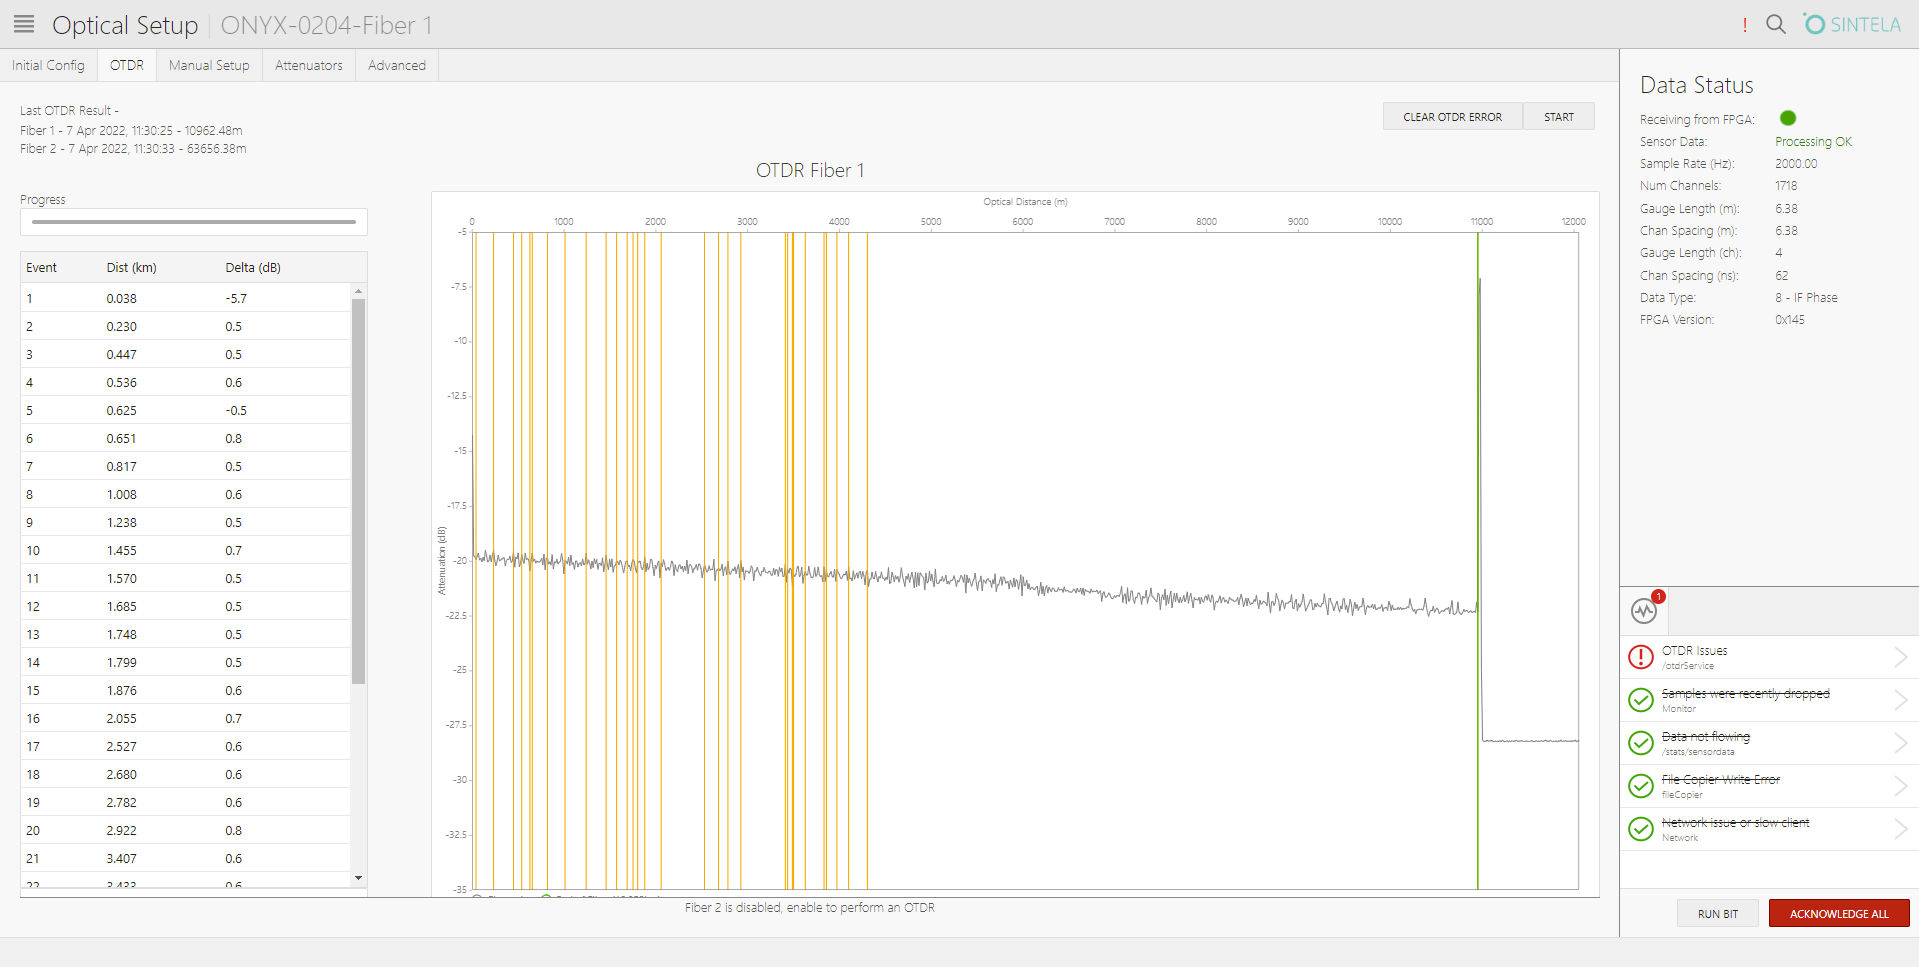 Optical Setup ONYX-0204-Fiber 1
! SINTELA
Initial Config OTDR Manual Setup Attenuators Advanced
Last OTDR Result -
Fiber 1 - 7 Apr 2022, 11:30:25 - 10962.48m
Fiber 2 - 7 Apr 2022, 11:30:33 - 63656.38m
CLEAR OTDR ERROR START
Progress
Event Dist (km) Delta (dB)
1 0.038 -5.7
2 0.230 0.5
3 0.447 0.5
4 0.536 0.6
5 0.625 -0.5
6 0.651 0.8
7 0.817 0.5
8 1.008 0.6
9 1.238 0.5
10 1.455 0.7
11 1.570 0.5
12 1.685 0.5
13 1.748 0.5
14 1.799 0.5
15 1.876 0.6
16 2.055 0.7
17 2.527 0.6
18 2.680 0.6
19 2.782 0.6
20 2.922 0.8
21 3.407 0.6
22 3.433 0.6
OTDR Fiber 1
Optical Distance (m)
0 1000 2000 3000 4000 5000 6000 7000 8000 9000 10000 11000 12000
Attenuation (dB)
-5
-7.5
-10
-12.5
-15
-17.5
-20
-22.5
-25
-27.5
-30
-32.5
-35
Fiber 2 is disabled, enable to perform an OTDR
Data Status
Receiving from FPGA:
Sensor Data: Processing OK
Sample Rate (Hz): 2000.00
Num Channels: 1718
Gauge Length (m): 6.38
Chan Spacing (m): 6.38
Gauge Length (ch): 4
Chan Spacing (ns): 62
Data Type: 8 - IF Phase
FPGA Version: 0x145
1
OTDR Issues
/otdrService
Samples were recently dropped
Monitor
Data not flowing
/stats/sensordata
File Copier Write Error
fileCopier
Network issue or slow client
Network
RUN BIT ACKNOWLEDGE ALL